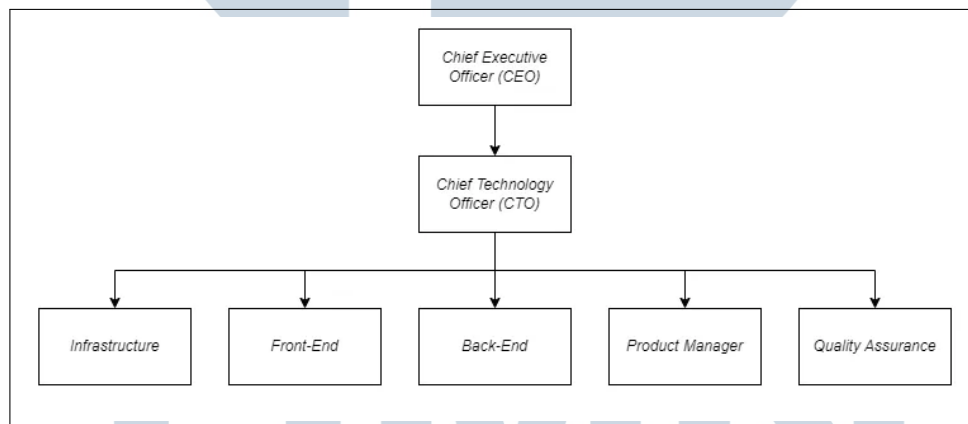 Chief Executive
Officer (CEO)
Chief Technology
Officer (CTO)
Infrastructure
Front-End
Back-End
Product Manager
Quality Assurance